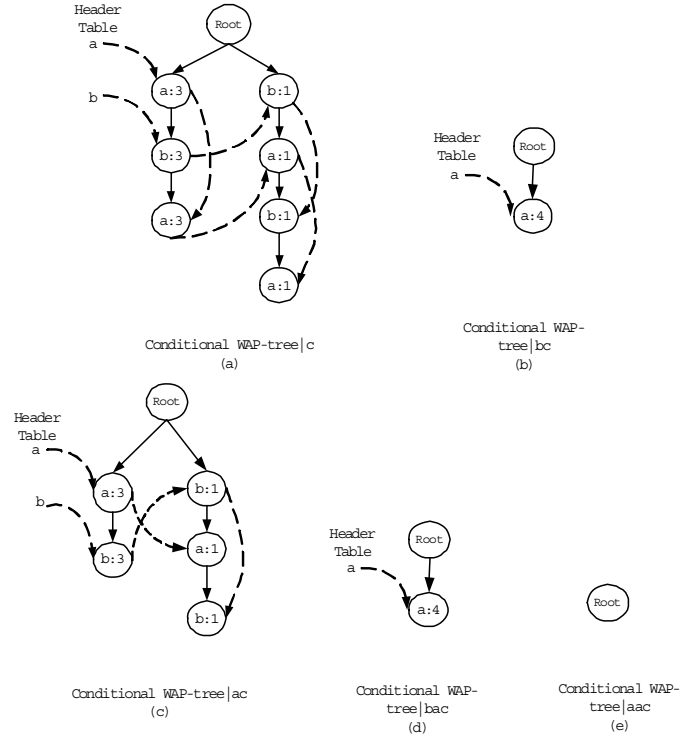 Header
Table
a
Root
a:3
b:1
b
b:3
a:1
a:3
b:1
a:1
Conditional WAP-tree|c
(a)
Header
Table
a
Root
a:4
Conditional WAP-
tree|bc
(b)
Header
Table
a
Root
a:3
b:1
b
b:3
a:1
b:1
Conditional WAP-tree|ac
(c)
Header
Table
a
Root
a:4
Conditional WAP-
tree|bac
(d)
Root
Conditional WAP-
tree|aac
(e)